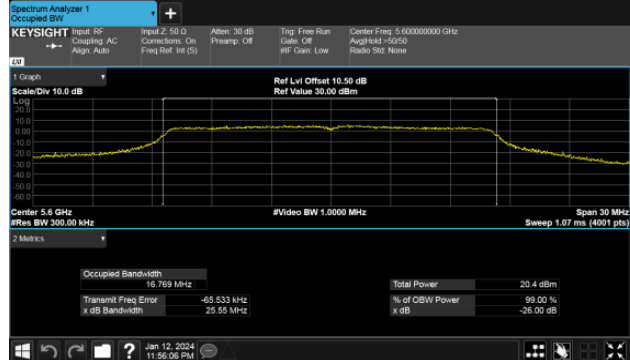 Spectrum Analyzer 1
Occupied BW
+
KEYSIGHT
Input: RF
Coupling: AC
Align: Auto
Input Z: 50 Ω
Corrections: On
Freq Ref: Int (S)
Atten: 30 dB
Preamp: Off
Trig: Free Run
Gate: Off
#IF Gain: Low
Center Freq: 5.600000000 GHz
Avg|Hold:>50/50
Radio Std: None
LXI
1 Graph
Scale/Div 10.0 dB
Ref Lvl Offset 10.50 dB
Ref Value 30.00 dBm
Log
20.0
10.0
0.00
-10.0
-20.0
-30.0
-40.0
-50.0
-60.0
Center 5.6 GHz
#Res BW 300.00 kHz
#Video BW 1.0000 MHz
Span 30 MHz
Sweep 1.07 ms (4001 pts)
2 Metrics
Occupied Bandwidth
16.769 MHz
Transmit Freq Error -65.533 kHz
x dB Bandwidth 25.55 MHz
Total Power 20.4 dBm
% of OBW Power 99.00 %
x dB -26.00 dB
?
Jan 12, 2024
11:56:06 PM